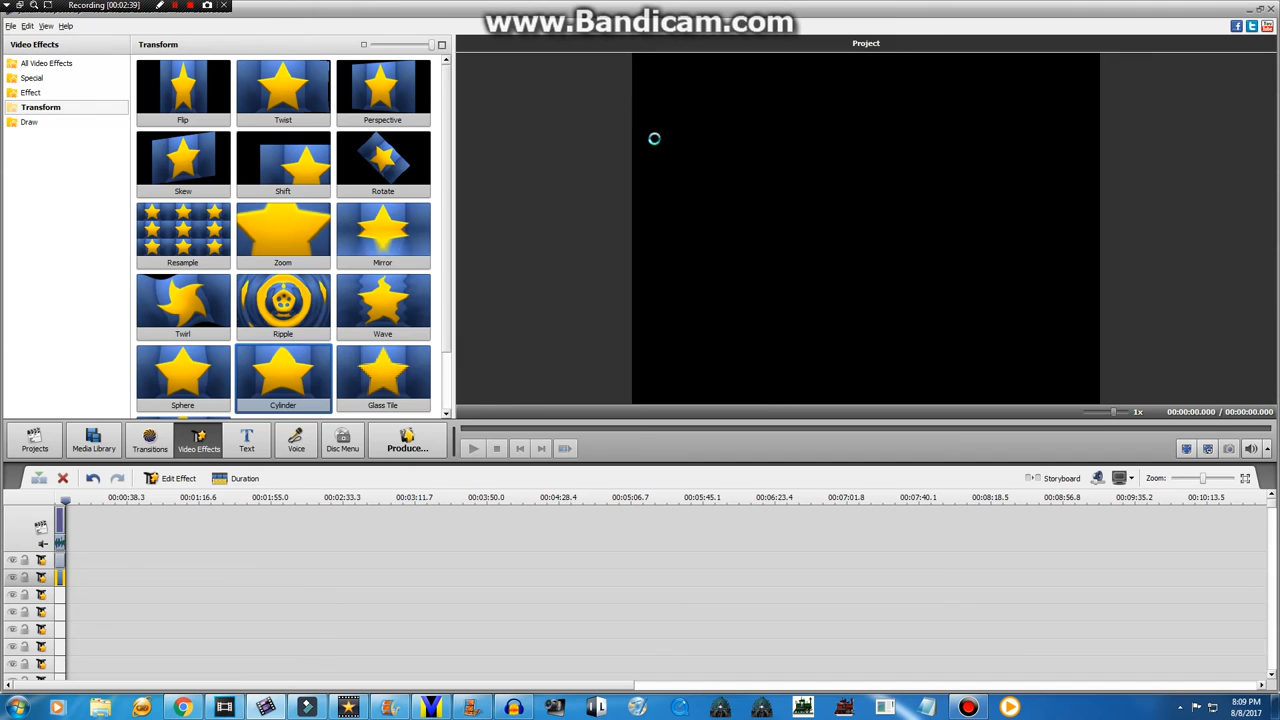 Recording [00:02:39]
www.Bandicam.com
File Edit View Help
Video Effects
Transform
Project
All Video Effects
Special
Effect
Transform
Draw
Flip
Twist
Perspective
Skew
Shift
Rotate
Resample
Zoom
Mirror
Twirl
Ripple
Wave
Sphere
Cylinder
Glass Tile
1x
00:00:00.000 / 00:00:00.000
Projects
Media Library
Transitions
Video Effects
Text
Voice
Disc Menu
Produce...
Edit Effect
Duration
Storyboard
Zoom:
00:00:38.3 00:01:16.6 00:01:55.0 00:02:33.3 00:03:11.7 00:03:50.0 00:04:28.4 00:05:06.7 00:05:45.1 00:06:23.4 00:07:01.8 00:07:40.1 00:08:18.5 00:08:56.8 00:09:35.2 00:10:13.5
8:09 PM
8/8/2017